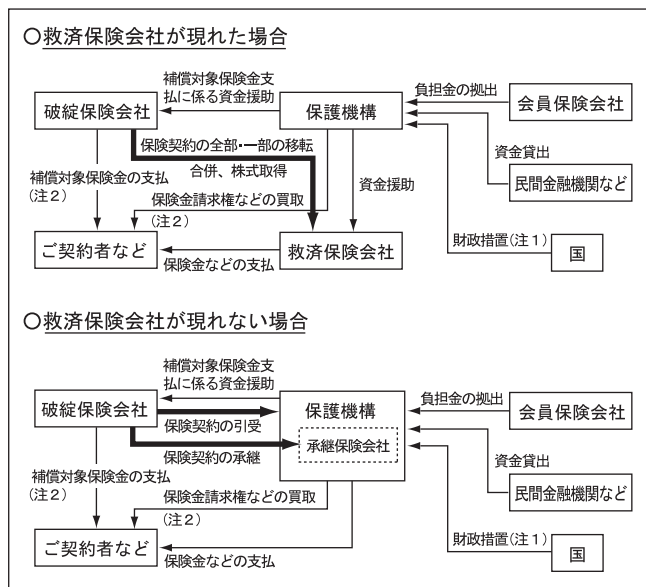 ○救済保険会社が現れた場合
補償対象保険金支
払に係る資金援助
負担金の拠出
破綻保険会社
保護機構
会員保険会社
保険契約の全部・一部の移転
合併、株式取得
資金貸出
補償対象保険金の支払
(注2)
保険金請求権などの買取
(注2)
資金援助
民間金融機関など
ご契約者など
救済保険会社
財政措置(注1)
国
保険金などの支払
○救済保険会社が現れない場合
補償対象保険金支
払に係る資金援助
負担金の拠出
破綻保険会社
保護機構
会員保険会社
保険契約の引受
承継保険会社
保険契約の承継
資金貸出
補償対象保険金の支払
(注2)
保険金請求権などの買取
(注2)
民間金融機関など
ご契約者など
財政措置(注1)
国
保険金などの支払